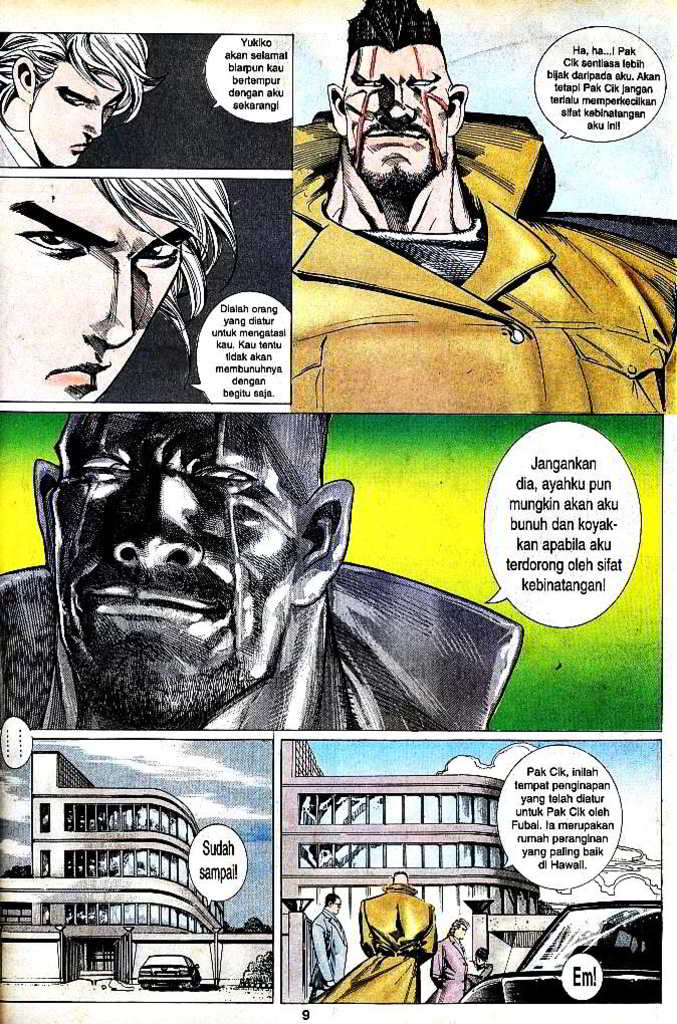 Yukiko
akan selamat
biarpun kau
bertempur
dengan aku
sekarang!
Ha, ha...! Pak
Cik sentiasa lebih
bijak daripada aku. Akan
tetapi Pak Cik juga
terlalu memperkecilkan
sifat kebinatangan
aku ini!
Dialah orang
yang diatur
untuk mengatasi
kau. Kau tentu
tidak akan
membunuhnya
dengan
begitu saja.
Jangankan
dia, ayahku pun
mungkin akan aku
bunuh dan koyak-
kan apabila aku
terdorong oleh sifat
kebinatangan!
Sudah
sampai!
Pak Cik, inilah
tempat penginapan
yang telah diatur
untuk Pak Cik oleh
Fubai. Ia merupakan
rumah peranginan
yang paling baik
di Hawaii.
Em!
9